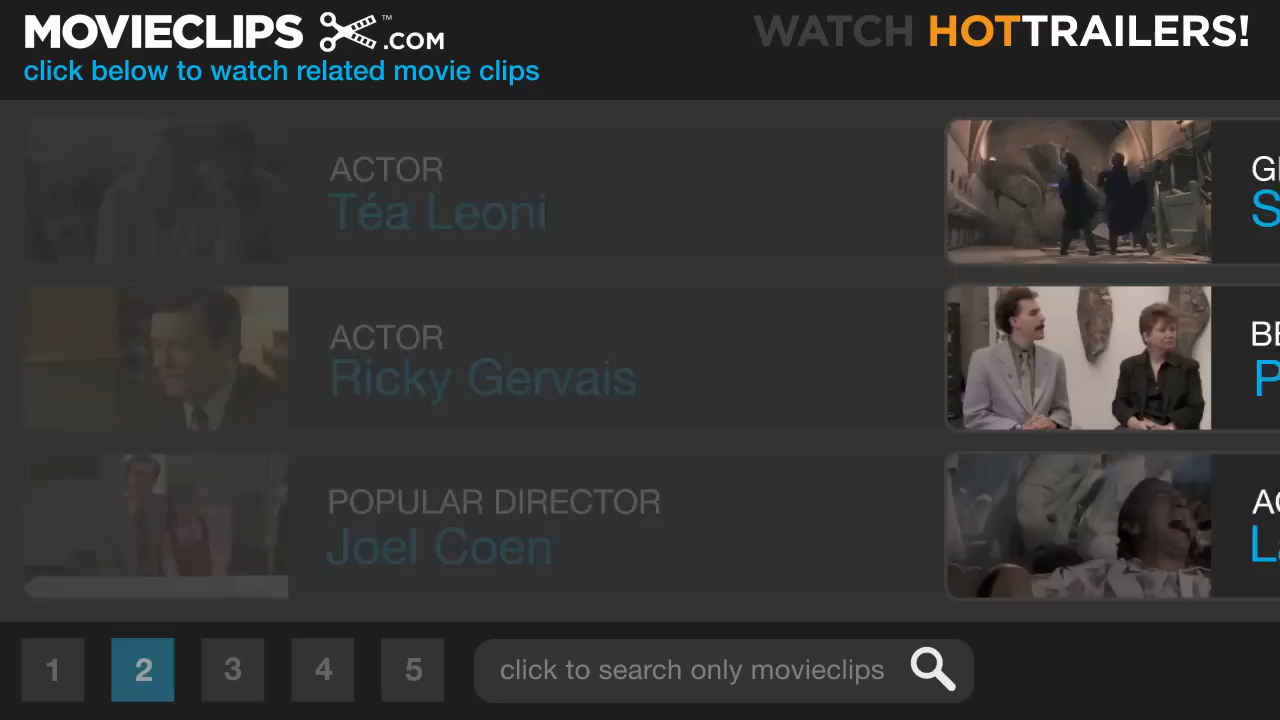 MOVIECLIPS ™ .COM
WATCH HOTTRAILERS!
click below to watch related movie clips
ACTOR
Téa Leoni
ACTOR
Ricky Gervais
POPULAR DIRECTOR
Joel Coen
1 2 3 4 5
click to search only movieclips